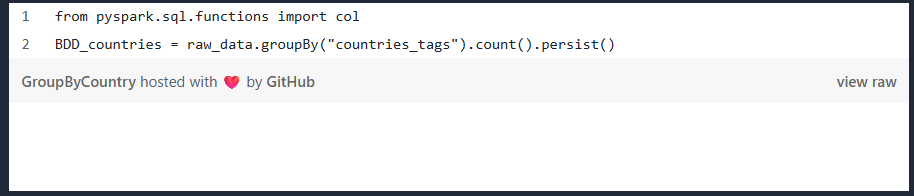 1 from pyspark.sql.functions import col
2 BDD_countries = raw_data.groupBy("countries_tags").count().persist()
GroupByCountry hosted with ❤ by GitHub view raw